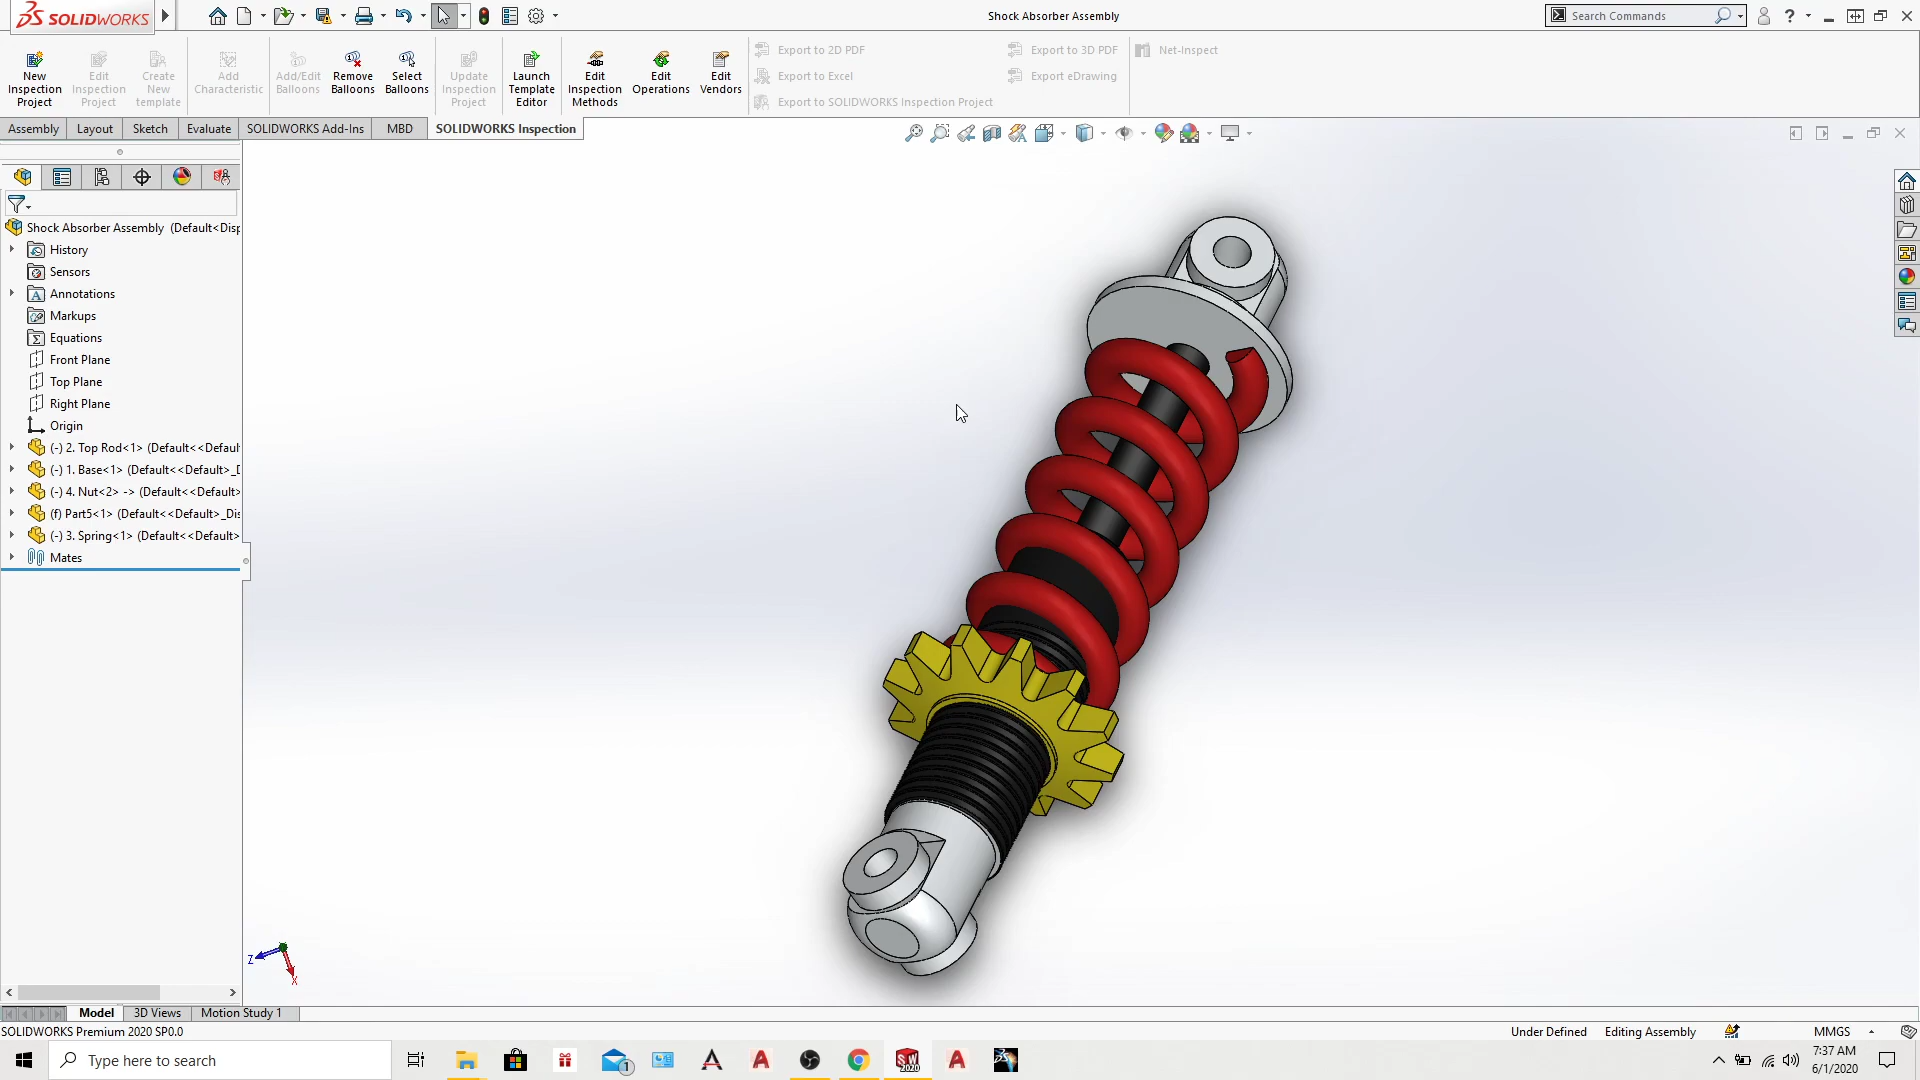 SOLIDWORKS
Shock Absorber Assembly
Search Commands
?
New Inspection Project
Edit Inspection Project
Create New template
Add Characteristic
Add/Edit Balloons
Remove Balloons
Select Balloons
Update Inspection Project
Launch Template Editor
Edit Inspection Methods
Edit Operations
Edit Vendors
Export to 2D PDF
Export to Excel
Export to SOLIDWORKS Inspection Project
Export to 3D PDF
Export eDrawing
Net-Inspect
Assembly
Layout
Sketch
Evaluate
SOLIDWORKS Add-Ins
MBD
SOLIDWORKS Inspection
Shock Absorber Assembly (Default<Disp
History
Sensors
Annotations
Markups
Equations
Front Plane
Top Plane
Right Plane
Origin
(-) 2. Top Rod<1> (Default<<Defaul
(-) 1. Base<1> (Default<<Default>_D
(-) 4. Nut<2> -> (Default<<Default>
(f) Part5<1> (Default<<Default>_Dis
(-) 3. Spring<1> (Default<<Default>
Mates
Z
X
Model
3D Views
Motion Study 1
SOLIDWORKS Premium 2020 SP0.0
Under Defined
Editing Assembly
MMGS
Type here to search
1
SW
2020
7:37 AM
6/1/2020